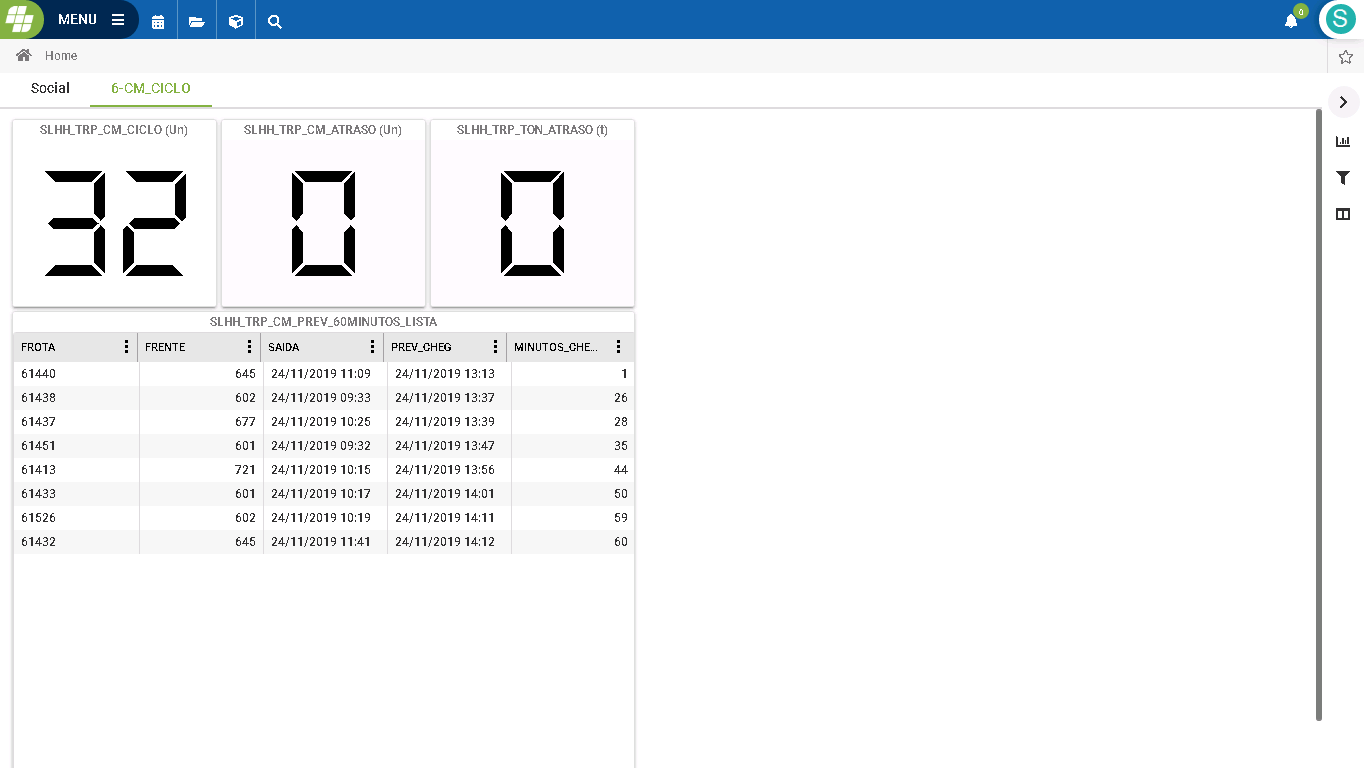 MENU
0
S
Home
Social 6-CM_CICLO
SLHH_TRP_CM_CICLO (Un) SLHH_TRP_CM_ATRASO (Un) SLHH_TRP_TON_ATRASO (t)
32 0 0
SLHH_TRP_CM_PREV_60MINUTOS_LISTA
FROTA FRENTE SAIDA PREV_CHEG MINUTOS_CHE...
61440 645 24/11/2019 11:09 24/11/2019 13:13 1
61438 602 24/11/2019 09:33 24/11/2019 13:37 26
61437 677 24/11/2019 10:25 24/11/2019 13:39 28
61451 601 24/11/2019 09:32 24/11/2019 13:47 35
61413 721 24/11/2019 10:15 24/11/2019 13:56 44
61433 601 24/11/2019 10:17 24/11/2019 14:01 50
61526 602 24/11/2019 10:19 24/11/2019 14:11 59
61432 645 24/11/2019 11:41 24/11/2019 14:12 60